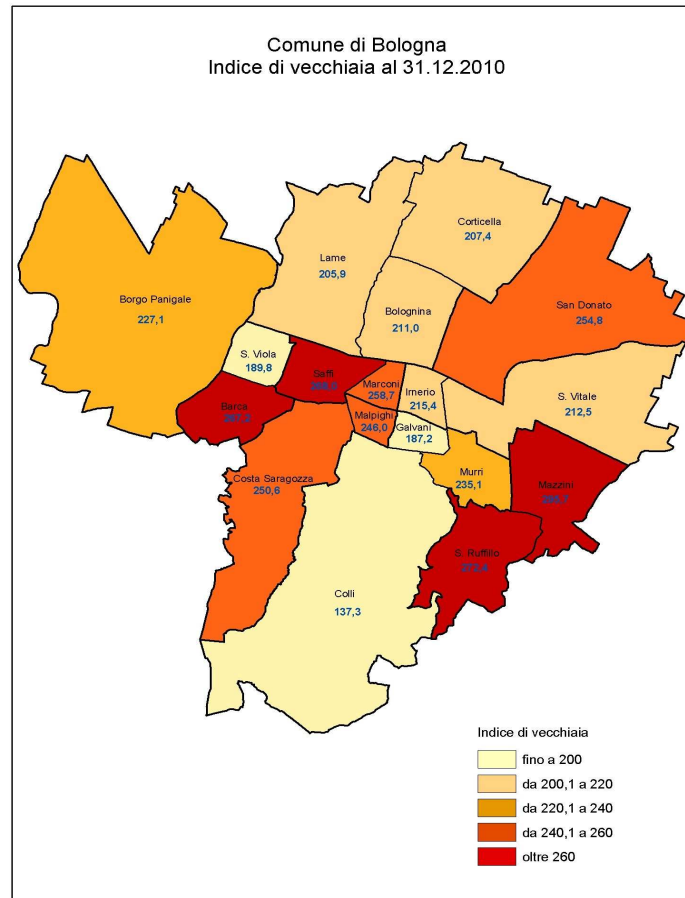 Comune di Bologna
Indice di vecchiaia al 31.12.2010
Corticella
207,4
Lame
205,9
Borgo Panigale
227,1
Bolognina
211,0
San Donato
254,8
S. Viola
189,8
Saffi
Marconi
258,7
Irnerio
215,4
S. Vitale
212,5
Barca
Malpighi
246,0
Galvani
187,2
Costa Saragozza
250,6
Murri
235,1
Mazzini
S. Ruffillo
Colli
137,3
Indice di vecchiaia
fino a 200
da 200,1 a 220
da 220,1 a 240
da 240,1 a 260
oltre 260